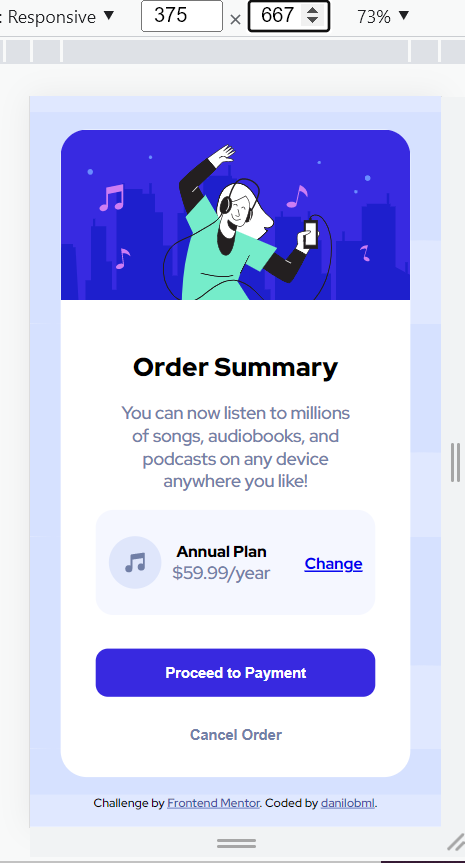 : Responsive ▼ 375 × 667 73% ▼
Order Summary
You can now listen to millions
of songs, audiobooks, and
podcasts on any device
anywhere you like!
Annual Plan
$59.99/year
Change
Proceed to Payment
Cancel Order
Challenge by Frontend Mentor. Coded by danilobml.